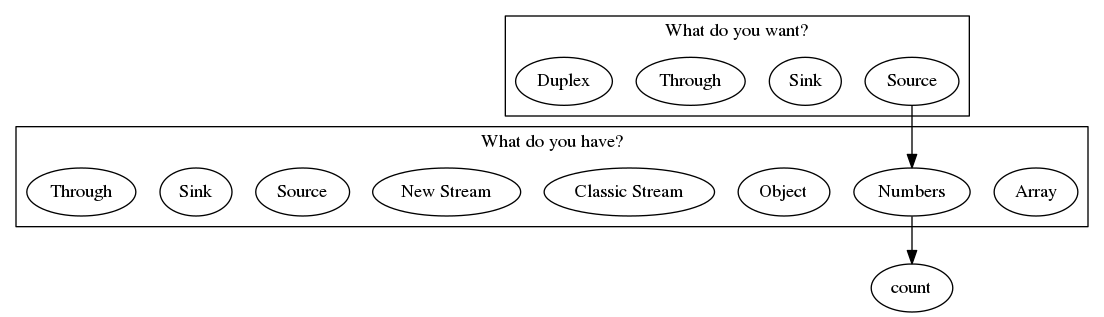 What do you want?
Duplex
Through
Sink
Source
What do you have?
Through
Sink
Source
New Stream
Classic Stream
Object
Numbers
Array
count